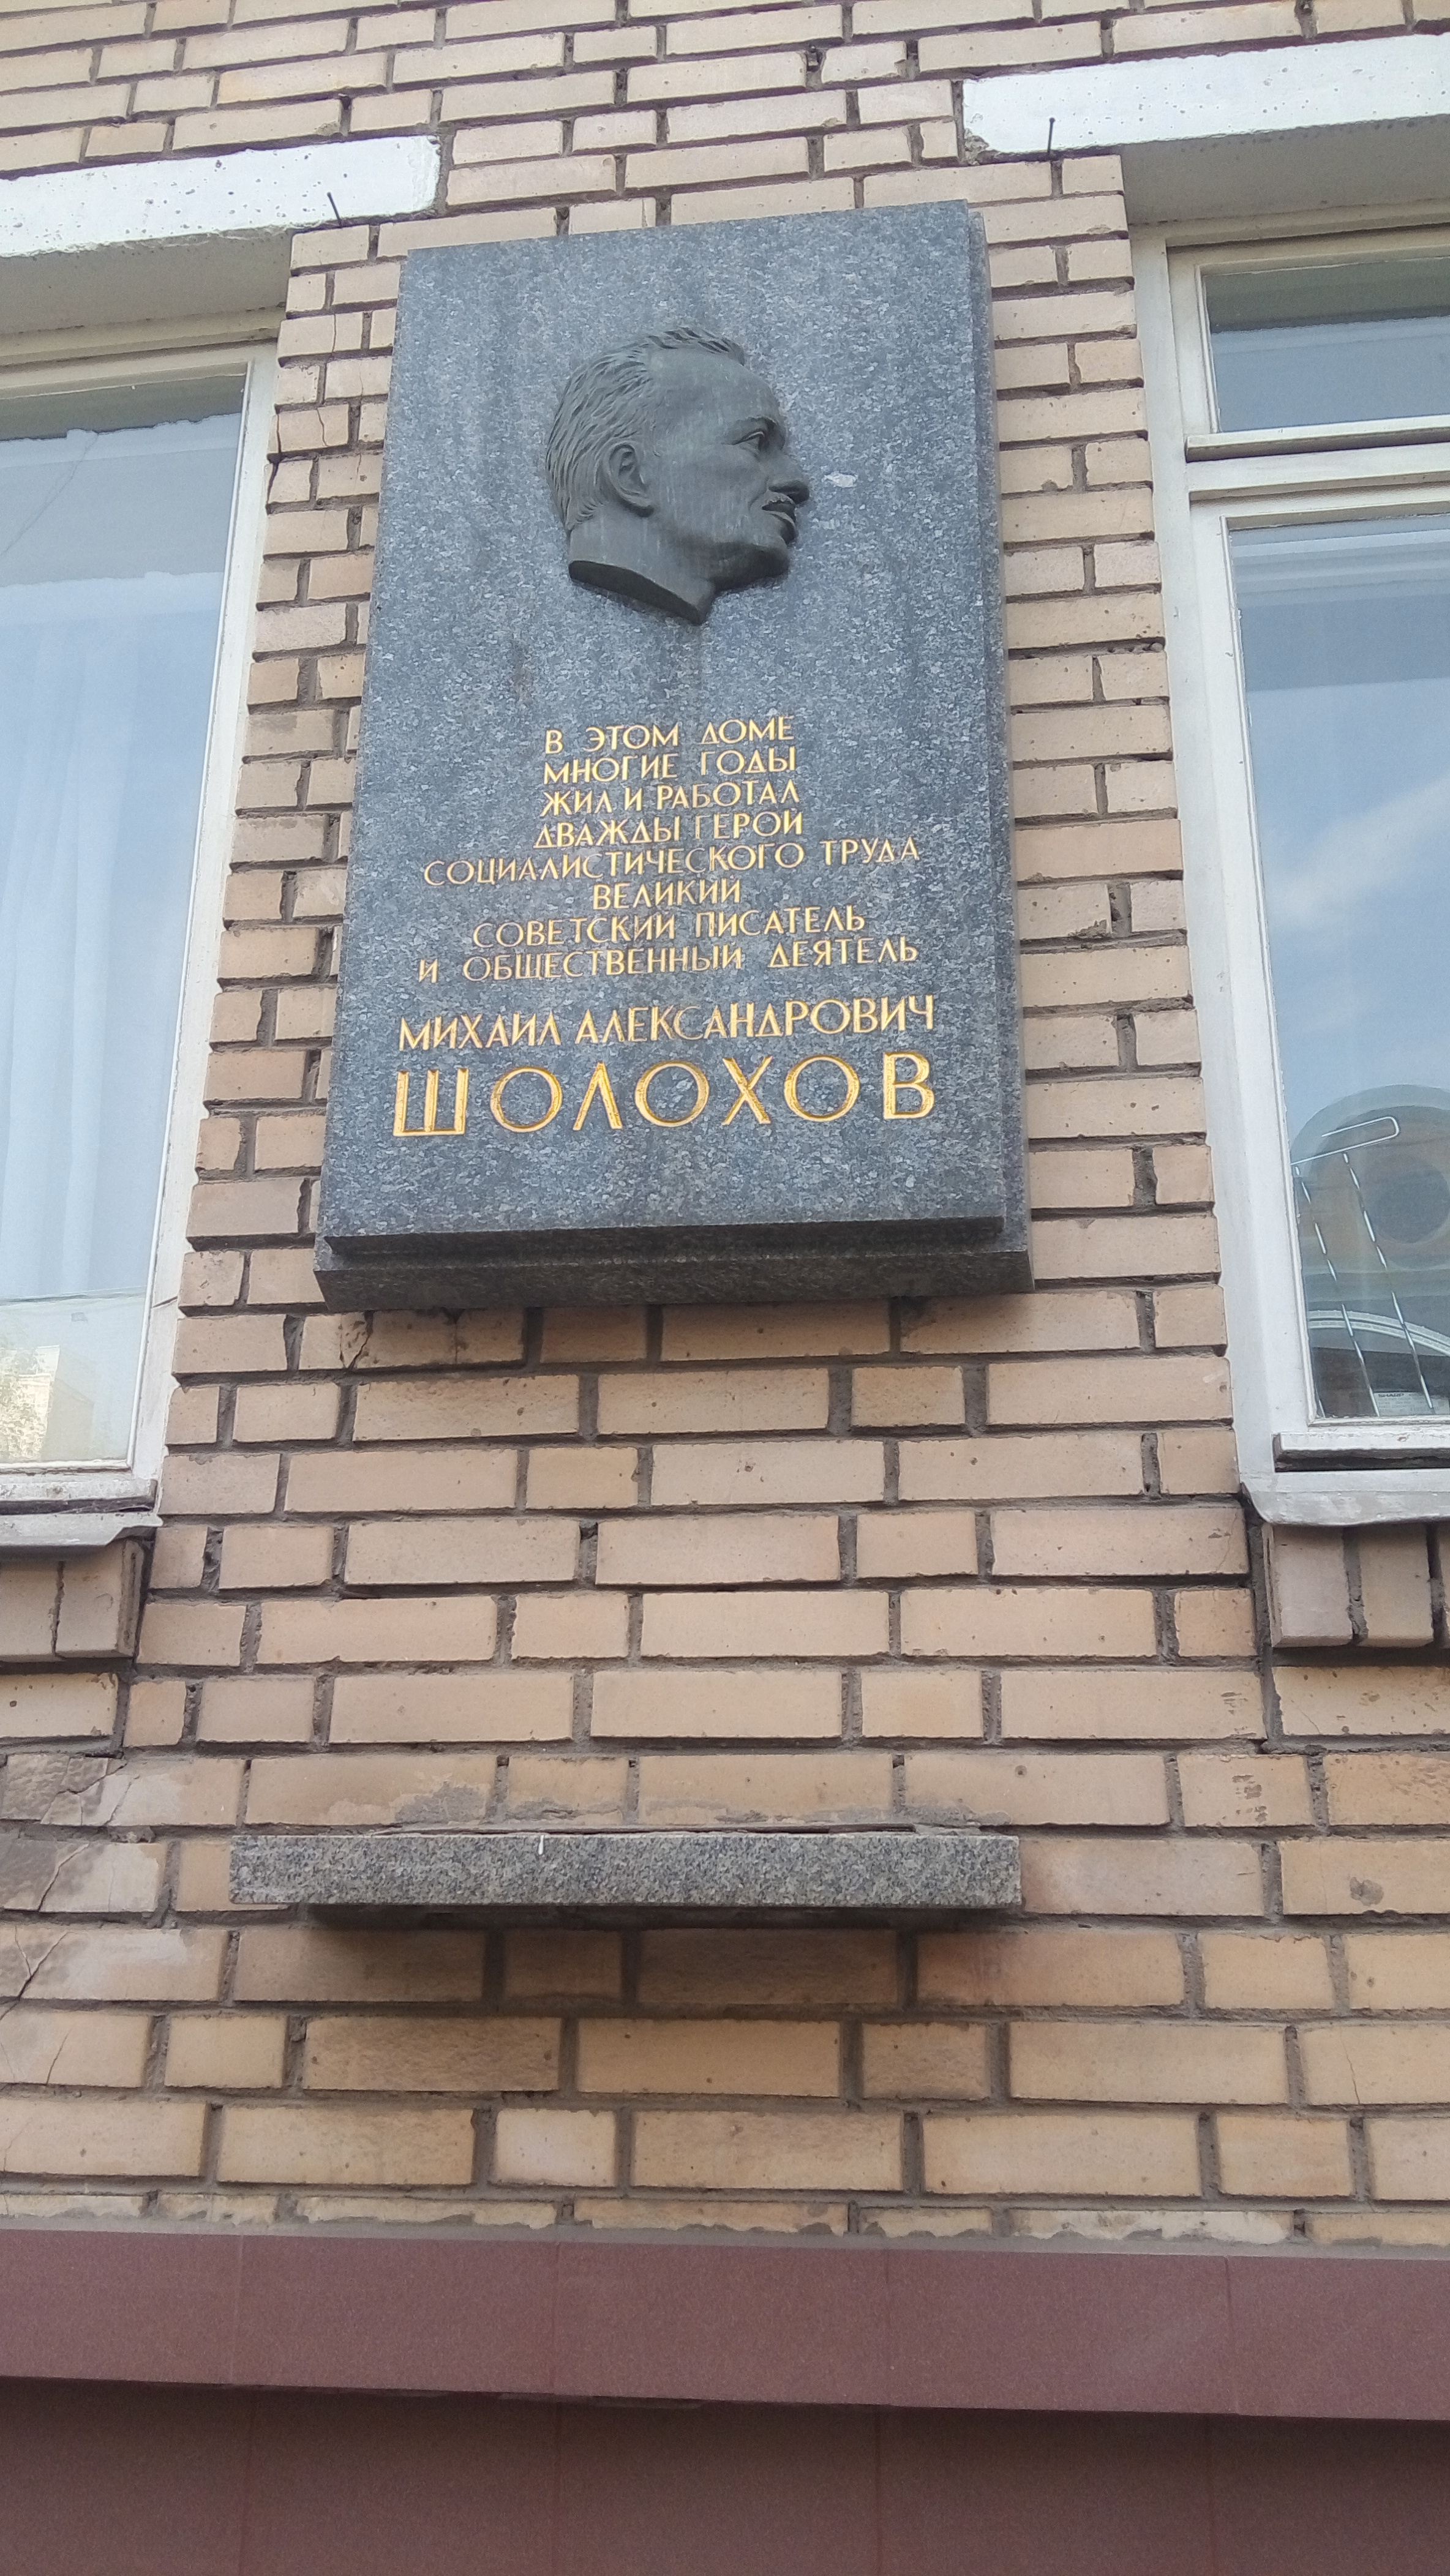 В ЭТОМ ДОМЕ
МНОГИЕ ГОДЫ
ЖИЛ И РАБОТАЛ
ДВАЖДЫ ГЕРОЙ
СОЦИАЛИСТИЧЕСКОГО ТРУДА
ВЕЛИКИЙ
СОВЕТСКИЙ ПИСАТЕЛЬ
И ОБЩЕСТВЕННЫЙ ДЕЯТЕЛЬ
МИХАИЛ АЛЕКСАНДРОВИЧ
ШОЛОХОВ